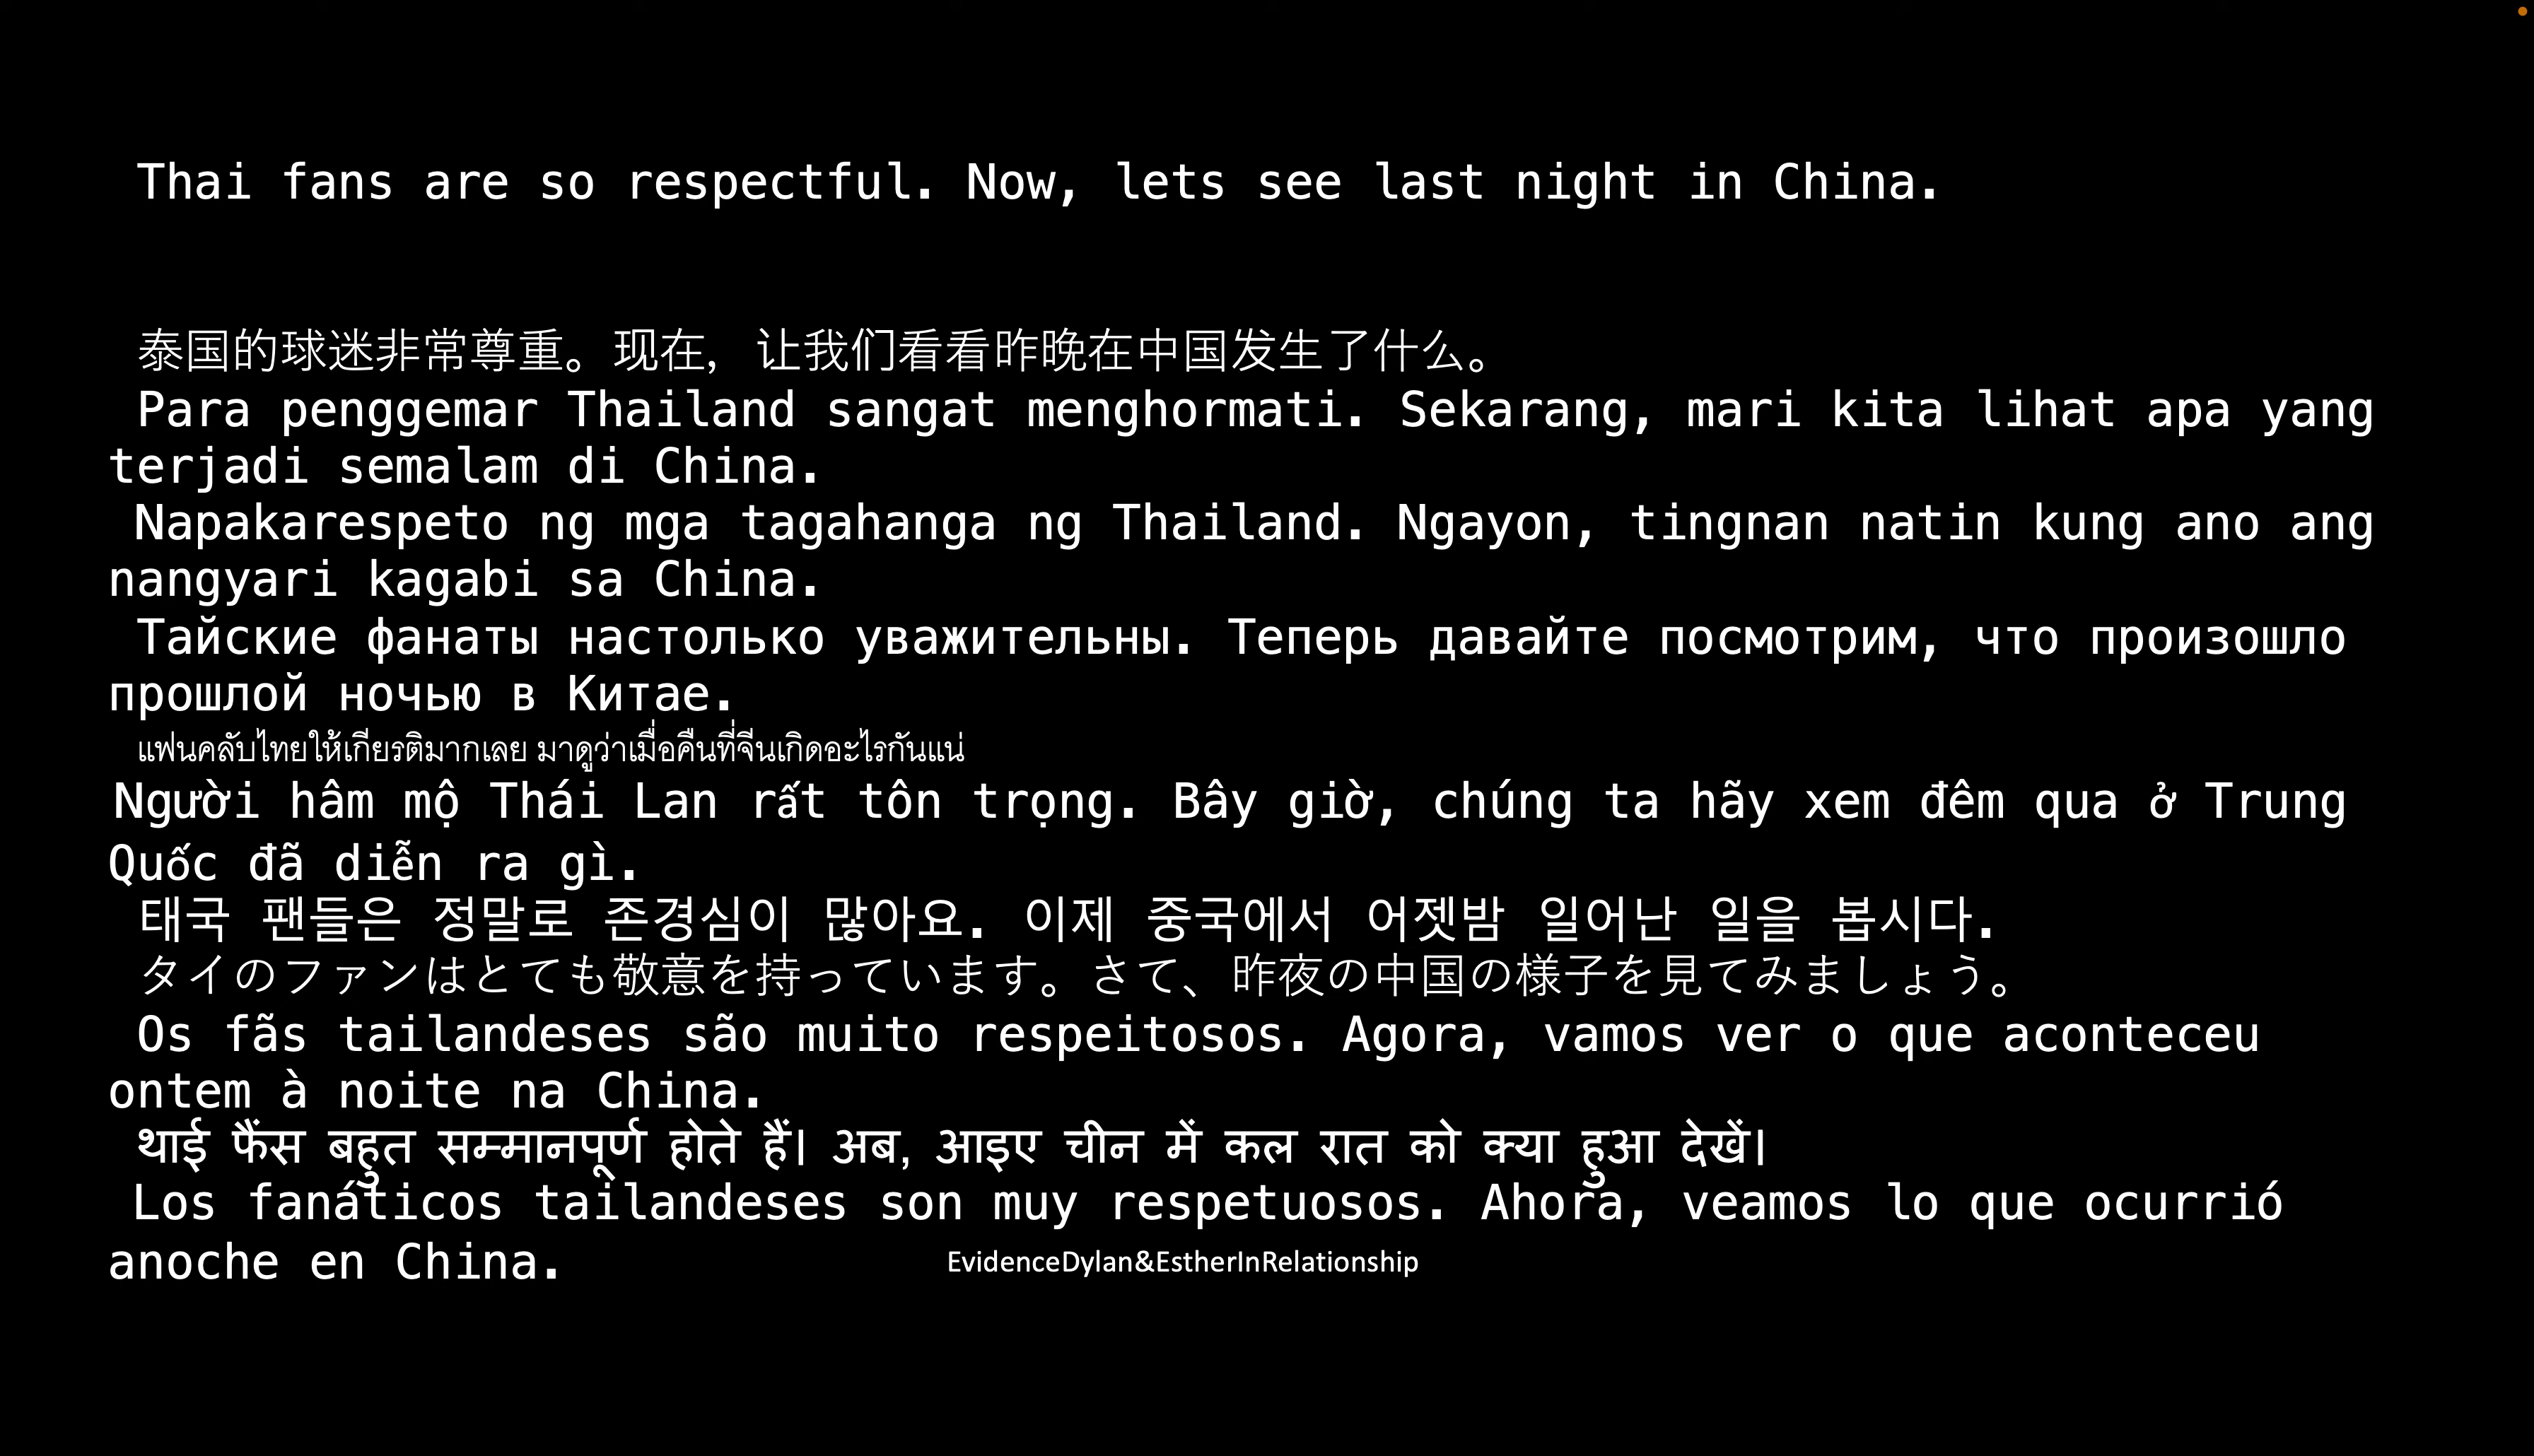 Thai fans are so respectful. Now, lets see last night in China.
泰国的球迷非常尊重。现在，让我们看看昨晚在中国发生了什么。
Para penggemar Thailand sangat menghormati. Sekarang, mari kita lihat apa yang
terjadi semalam di China.
Napakarespeto ng mga tagahanga ng Thailand. Ngayon, tingnan natin kung ano ang
nangyari kagabi sa China.
Тайские фанаты настолько уважительны. Теперь давайте посмотрим, что произошло
прошлой ночью в Китае.
แฟนคลับไทยให้เกียรติมากเลย มาดูว่าเมื่อคืนที่จีนเกิดอะไรกันแน่
Người hâm mộ Thái Lan rất tôn trọng. Bây giờ, chúng ta hãy xem đêm qua ở Trung
Quốc đã diễn ra gì.
태국 팬들은 정말로 존경심이 많아요. 이제 중국에서 어젯밤 일어난 일을 봅시다.
タイのファンはとても敬意を持っています。さて、昨夜の中国の様子を見てみましょう。
Os fãs tailandeses são muito respeitosos. Agora, vamos ver o que aconteceu
ontem à noite na China.
थाई फैंस बहुत सम्मानपूर्ण होते हैं। अब, आइए चीन में कल रात को क्या हुआ देखें।
Los fanáticos tailandeses son muy respetuosos. Ahora, veamos lo que ocurrió
anoche en China.
EvidenceDylan&EstherInRelationship